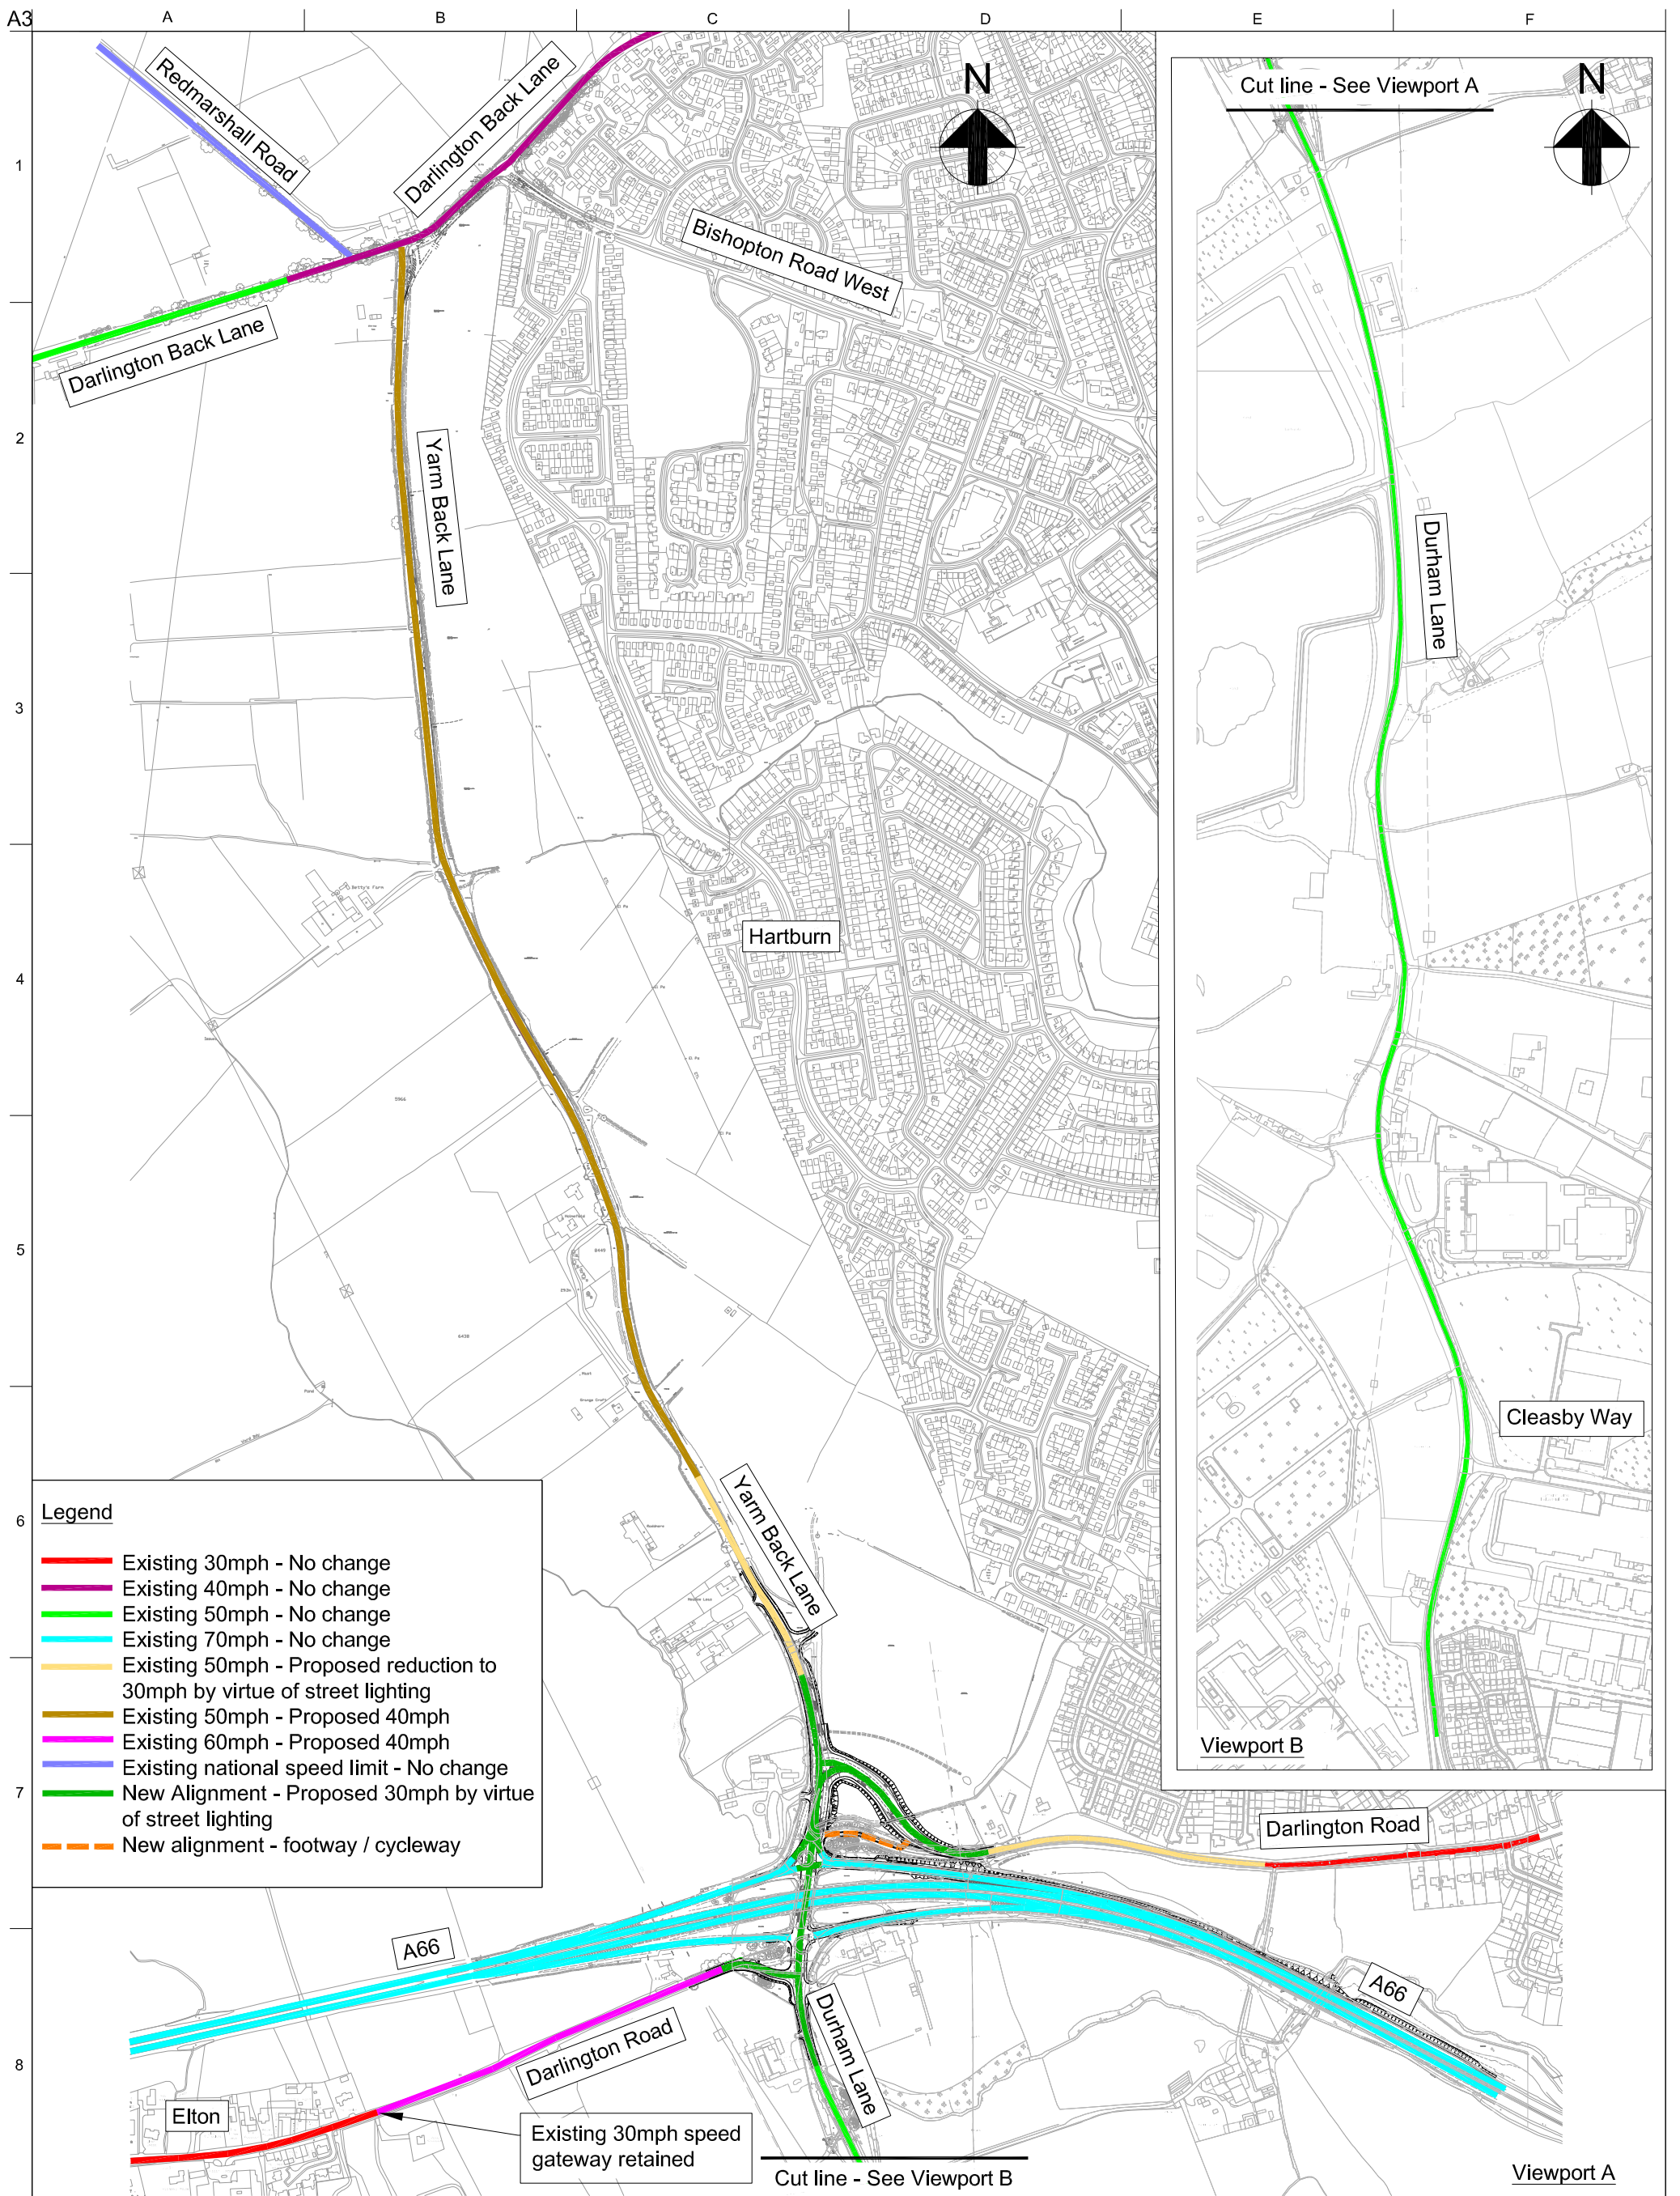 A3
A
B
C
D
E
F
1
2
3
4
5
6
7
8
Redmarshall Road
Darlington Back Lane
N
Cut line - See Viewport A
N
Bishopton Road West
Darlington Back Lane
Yarm Back Lane
Durham Lane
Betty's Farm
Hartburn
5966
6438
Pond
Cleasby Way
Yarm Back Lane
Viewport B
Legend
Existing 30mph - No change
Existing 40mph - No change
Existing 50mph - No change
Existing 70mph - No change
Existing 50mph - Proposed reduction to
30mph by virtue of street lighting
Existing 50mph - Proposed 40mph
Existing 60mph - Proposed 40mph
Existing national speed limit - No change
New Alignment - Proposed 30mph by virtue
of street lighting
New alignment - footway / cycleway
Darlington Road
A66
A66
Darlington Road
Durham Lane
Elton
Existing 30mph speed
gateway retained
Cut line - See Viewport B
Viewport A